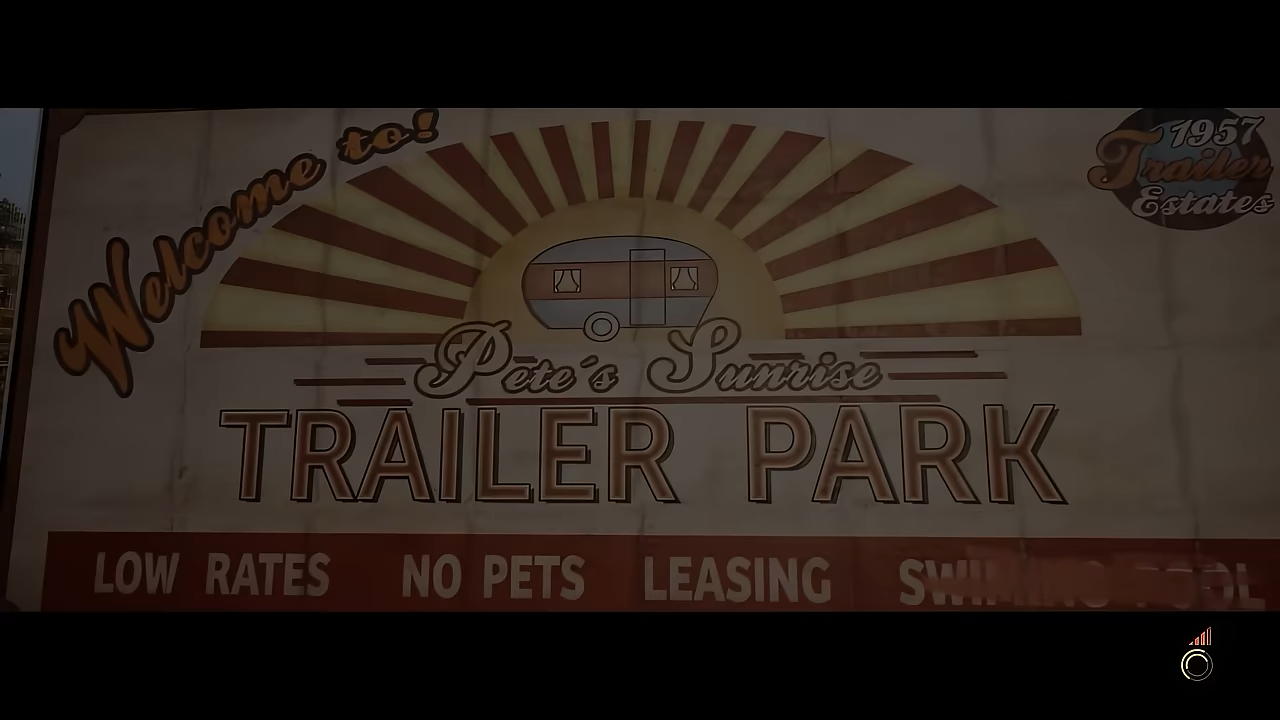 Welcome to!
1957
Trailer
Estates
Pete's Sunrise
TRAILER PARK
LOW RATES NO PETS LEASING